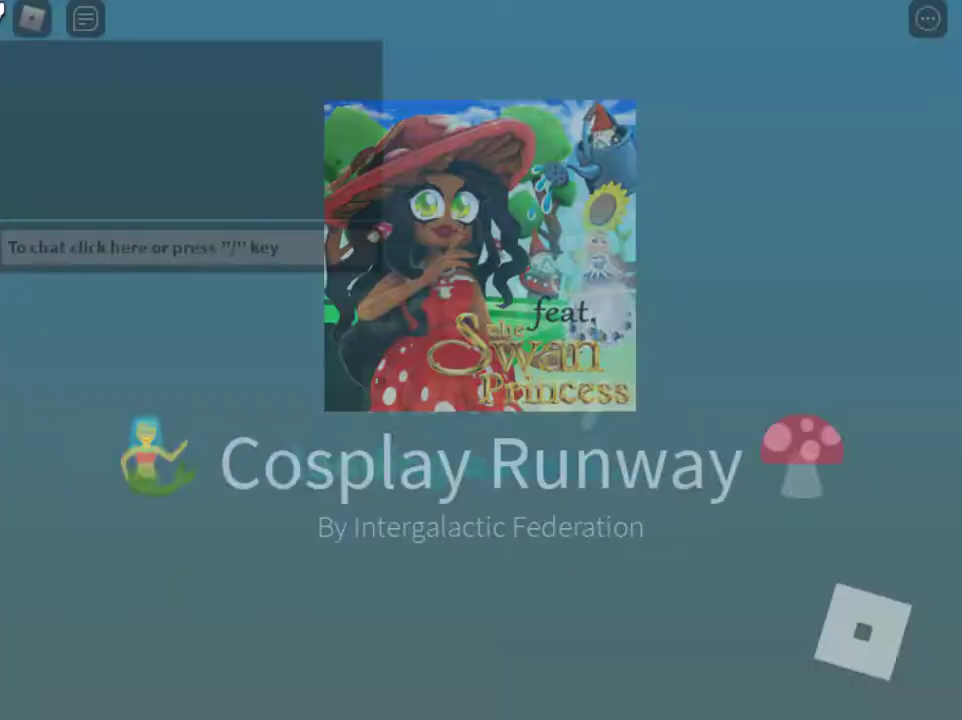 To chat click here or press "/" key
feat.
the
Swan
Princess
Cosplay Runway
By Intergalactic Federation